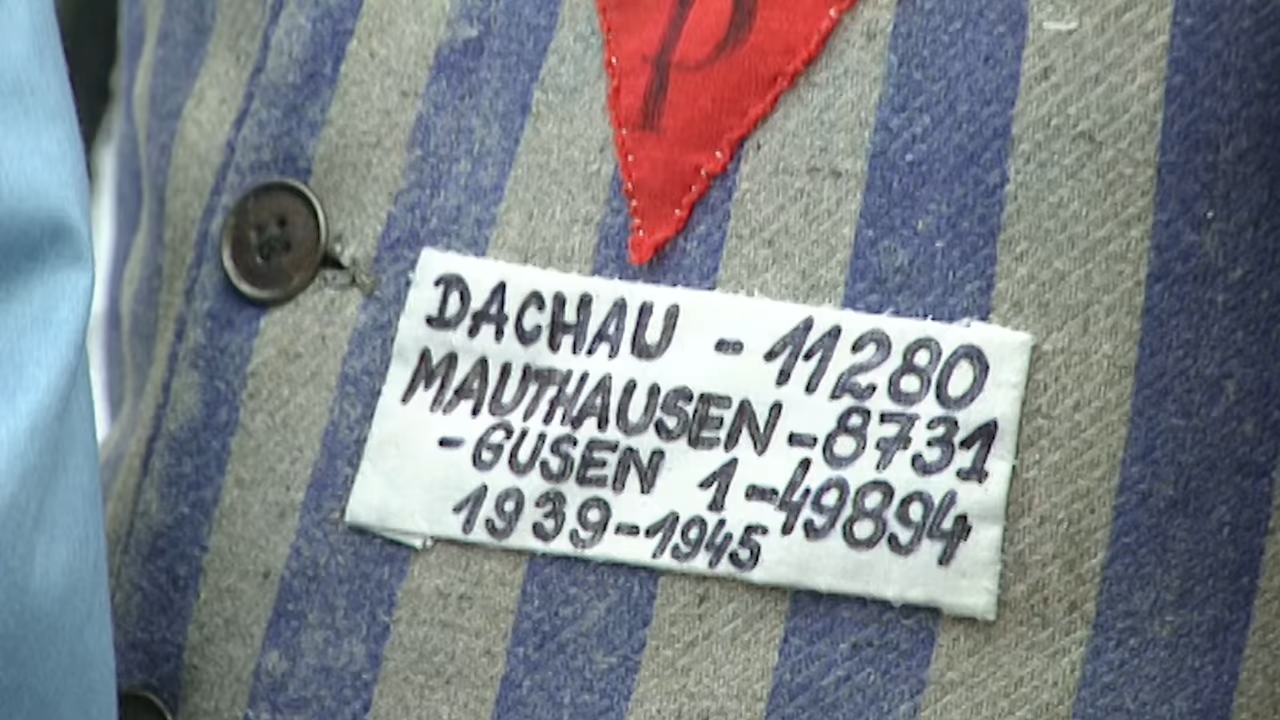 P
DACHAU - 11280
MAUTHAUSEN - 8731
- GUSEN 1 - 49894
1939 - 1945